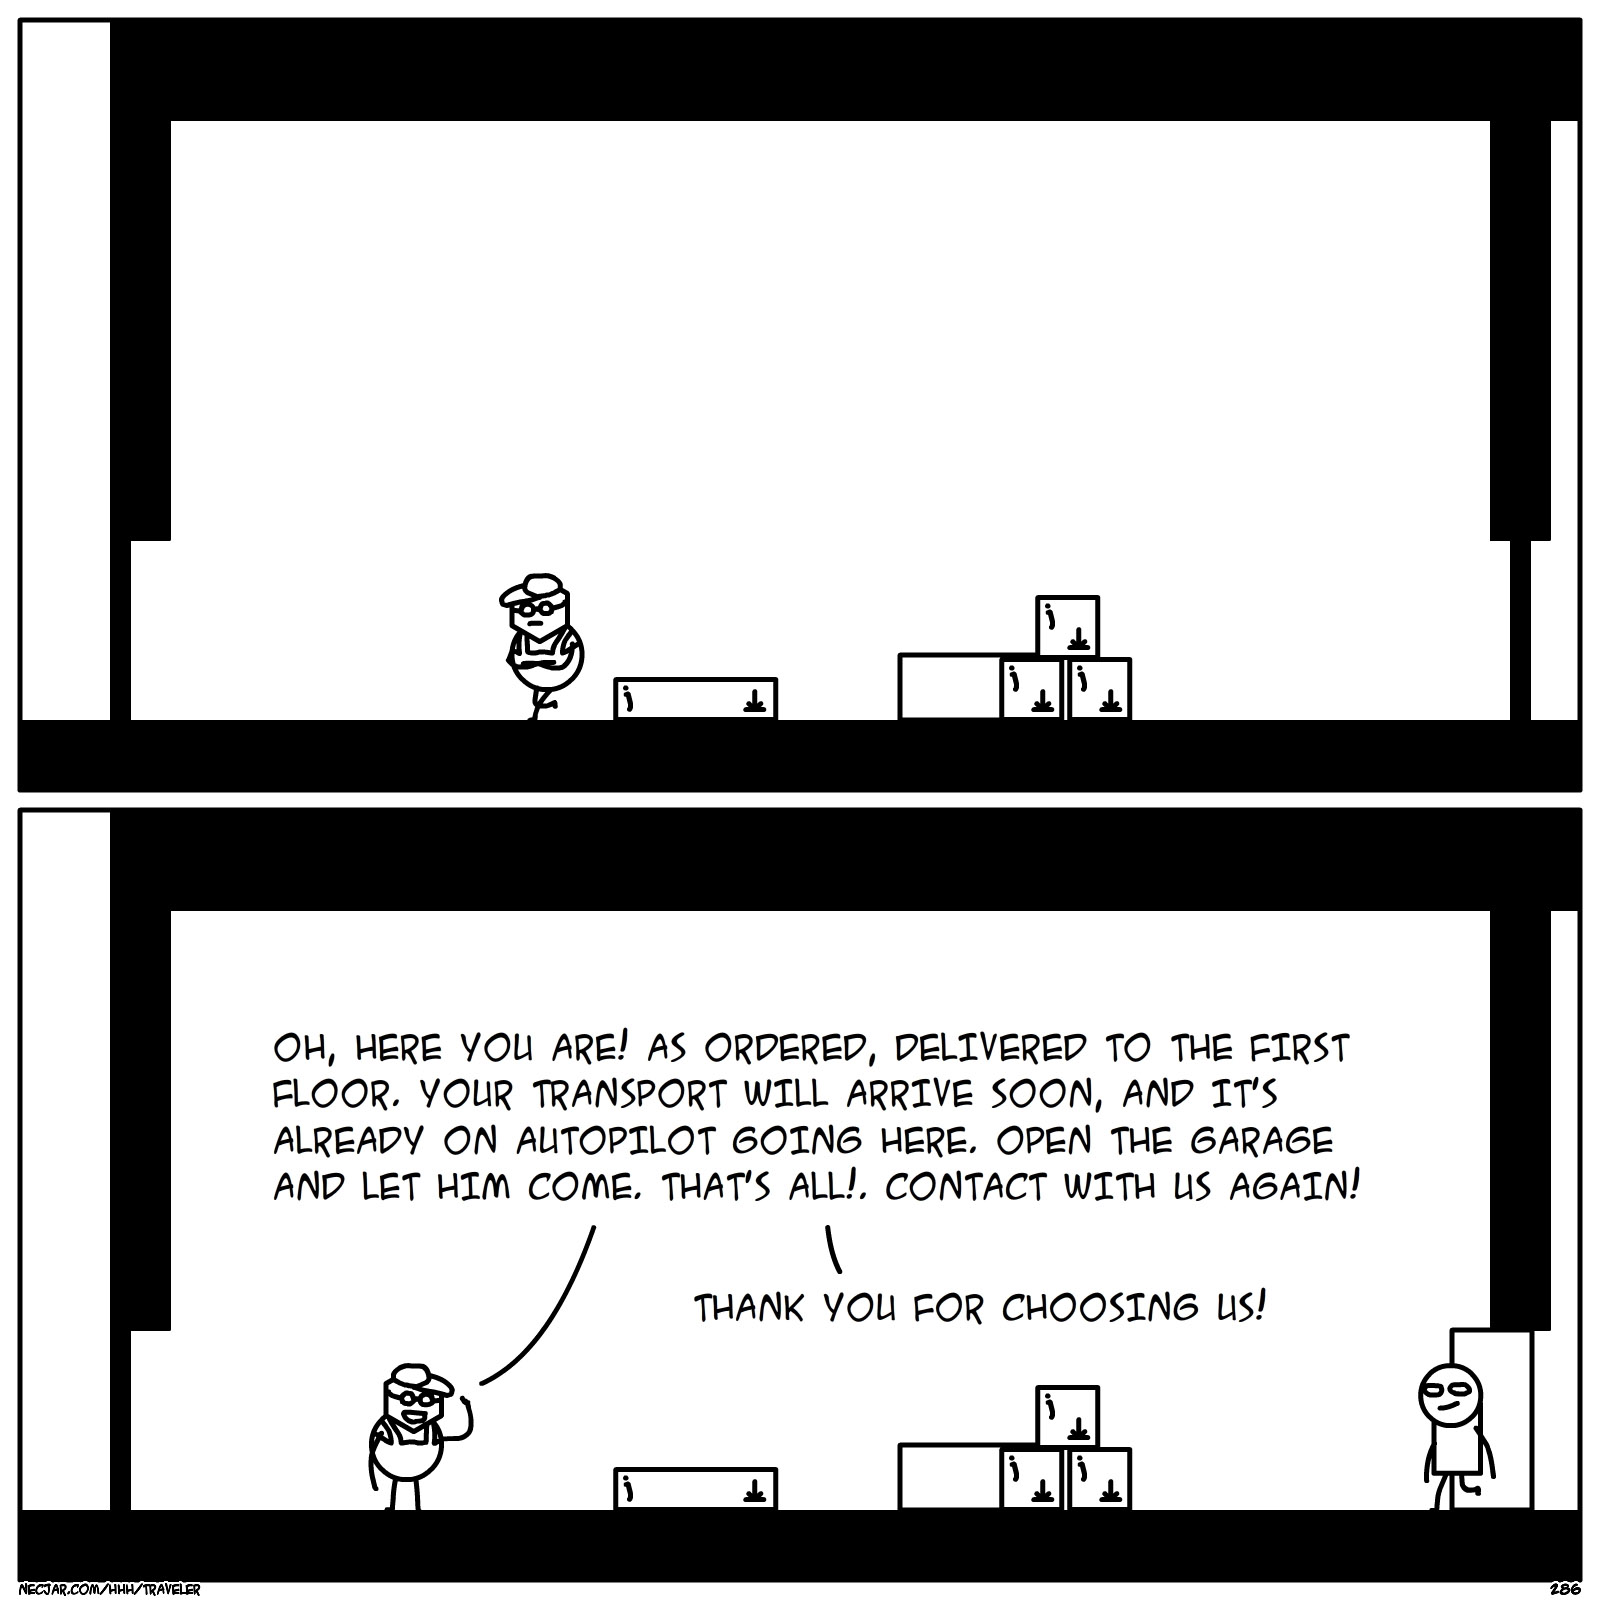 OH, HERE YOU ARE! AS ORDERED, DELIVERED TO THE FIRST
FLOOR. YOUR TRANSPORT WILL ARRIVE SOON, AND IT'S
ALREADY ON AUTOPILOT GOING HERE. OPEN THE GARAGE
AND LET HIM COME. THAT'S ALL!. CONTACT WITH US AGAIN!
THANK YOU FOR CHOOSING US!
NECJAR.COM/HHH/TRAVELER
286